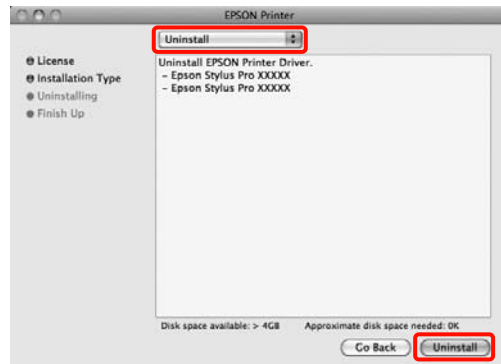 EPSON Printer
Uninstall
License
Installation Type
Uninstalling
Finish Up
Uninstall EPSON Printer Driver.
- Epson Stylus Pro XXXXX
- Epson Stylus Pro XXXXX
Disk space available: > 4GB Approximate disk space needed: 0K
Go Back Uninstall